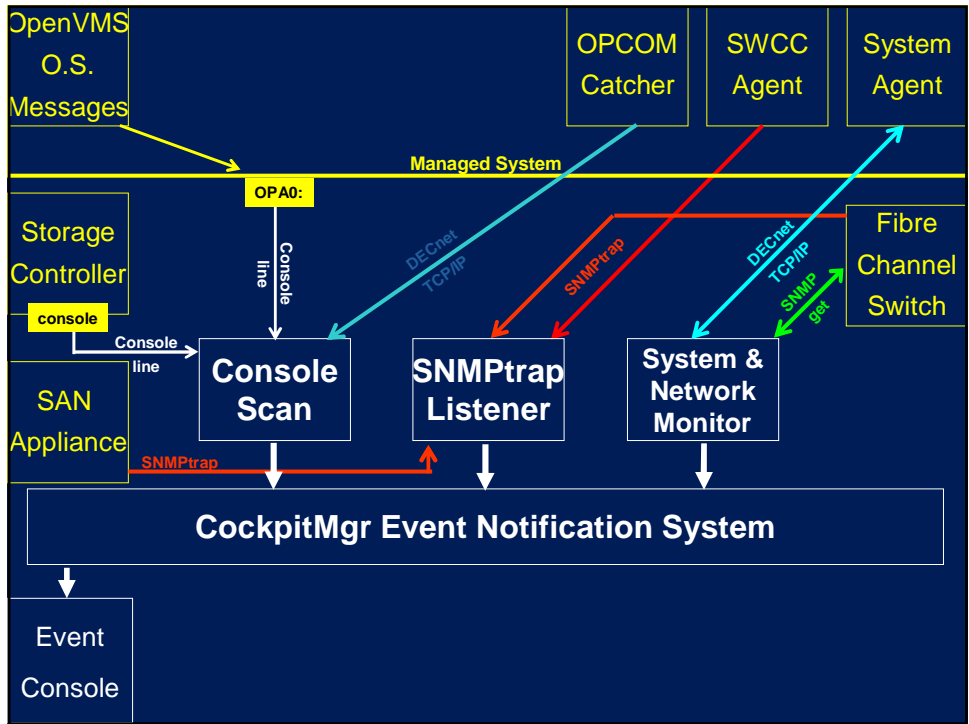 OpenVMS
O.S.
Messages
OPCOM
Catcher
SWCC
Agent
System
Agent
Managed System
OPA0:
Storage
Controller
console
Console
line
Console
line
DECnet
TCP/IP
SNMPtrap
DECnet
TCP/IP
SNMP
get
Fibre
Channel
Switch
SAN
Appliance
SNMPtrap
Console
Scan
SNMPtrap
Listener
System &
Network
Monitor
CockpitMgr Event Notification System
Event
Console